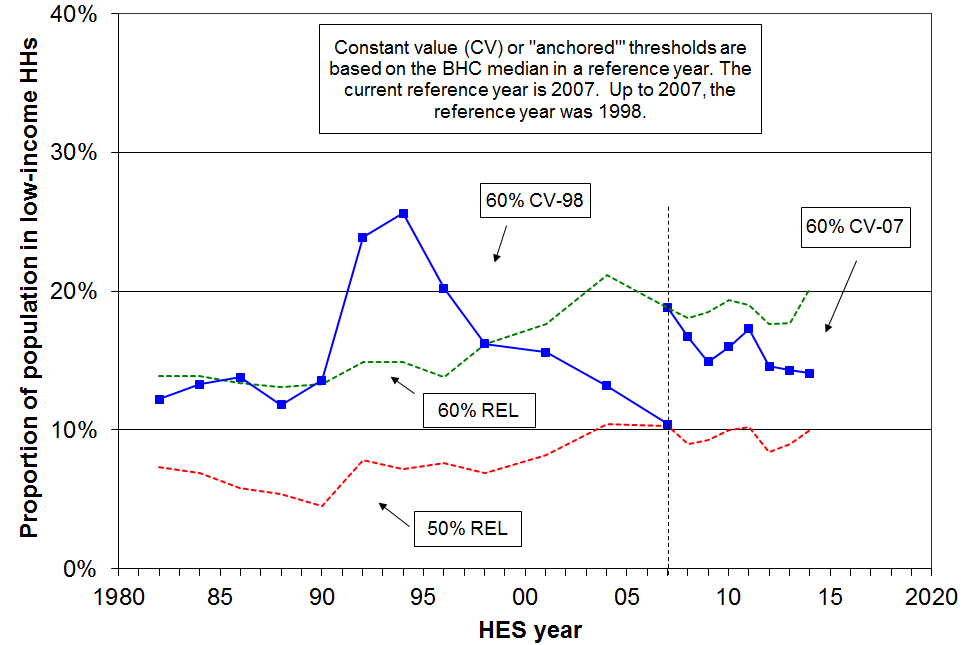 40%
Constant value (CV) or "anchored'" thresholds are
based on the BHC median in a reference year. The
current reference year is 2007.  Up to 2007, the
reference year was 1998.
30%
60% CV-98
60% CV-07
20%
60% REL
10%
50% REL
0%
1980 85 90 95 00 05 10 15 2020
HES year
Proportion of population in low-income HHs